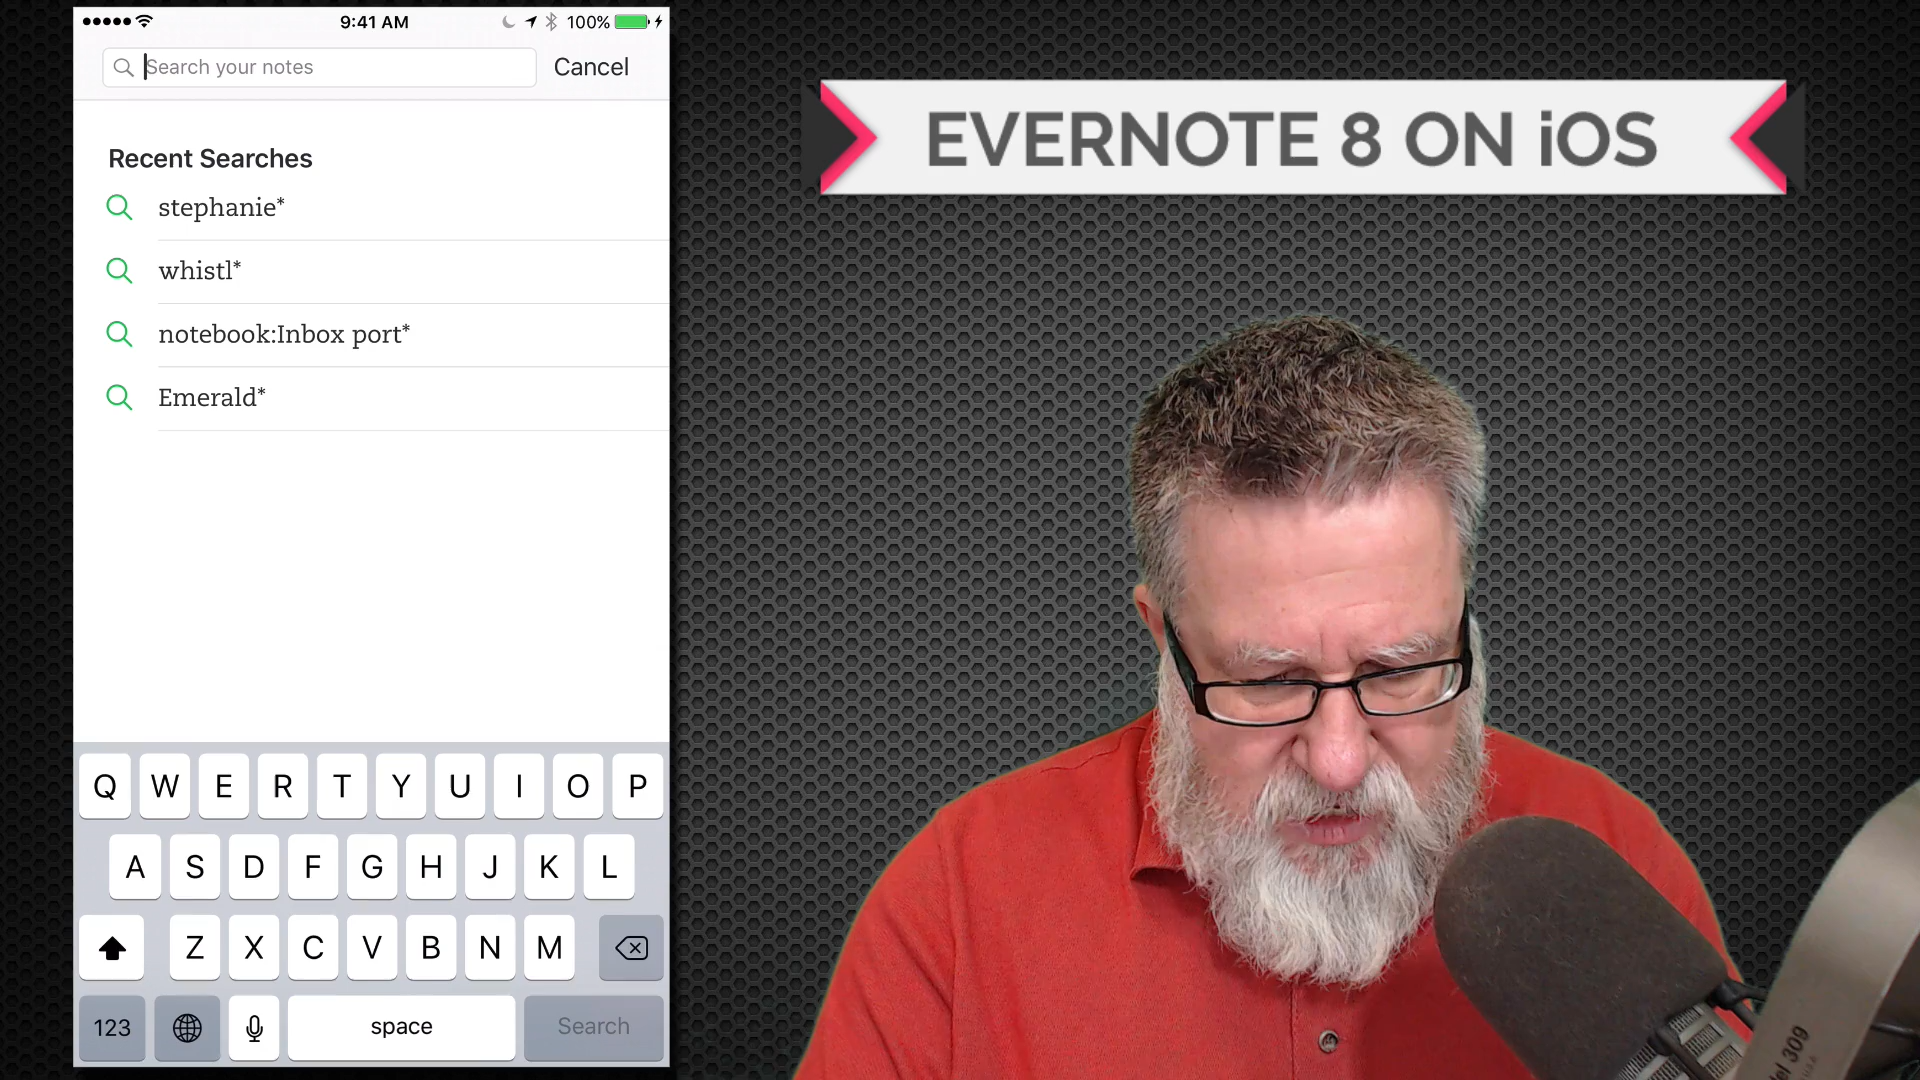 9:41 AM
100%
Search your notes
Cancel
Recent Searches
stephanie*
whistl*
notebook:Inbox port*
Emerald*
Q W E R T Y U I O P
A S D F G H J K L
Z X C V B N M
123
space
Search
EVERNOTE 8 ON iOS
309